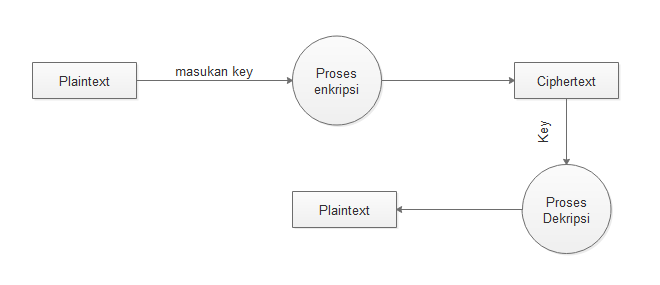 Plaintext
masukan key
Proses
enkripsi
Ciphertext
Key
Proses
Dekripsi
Plaintext